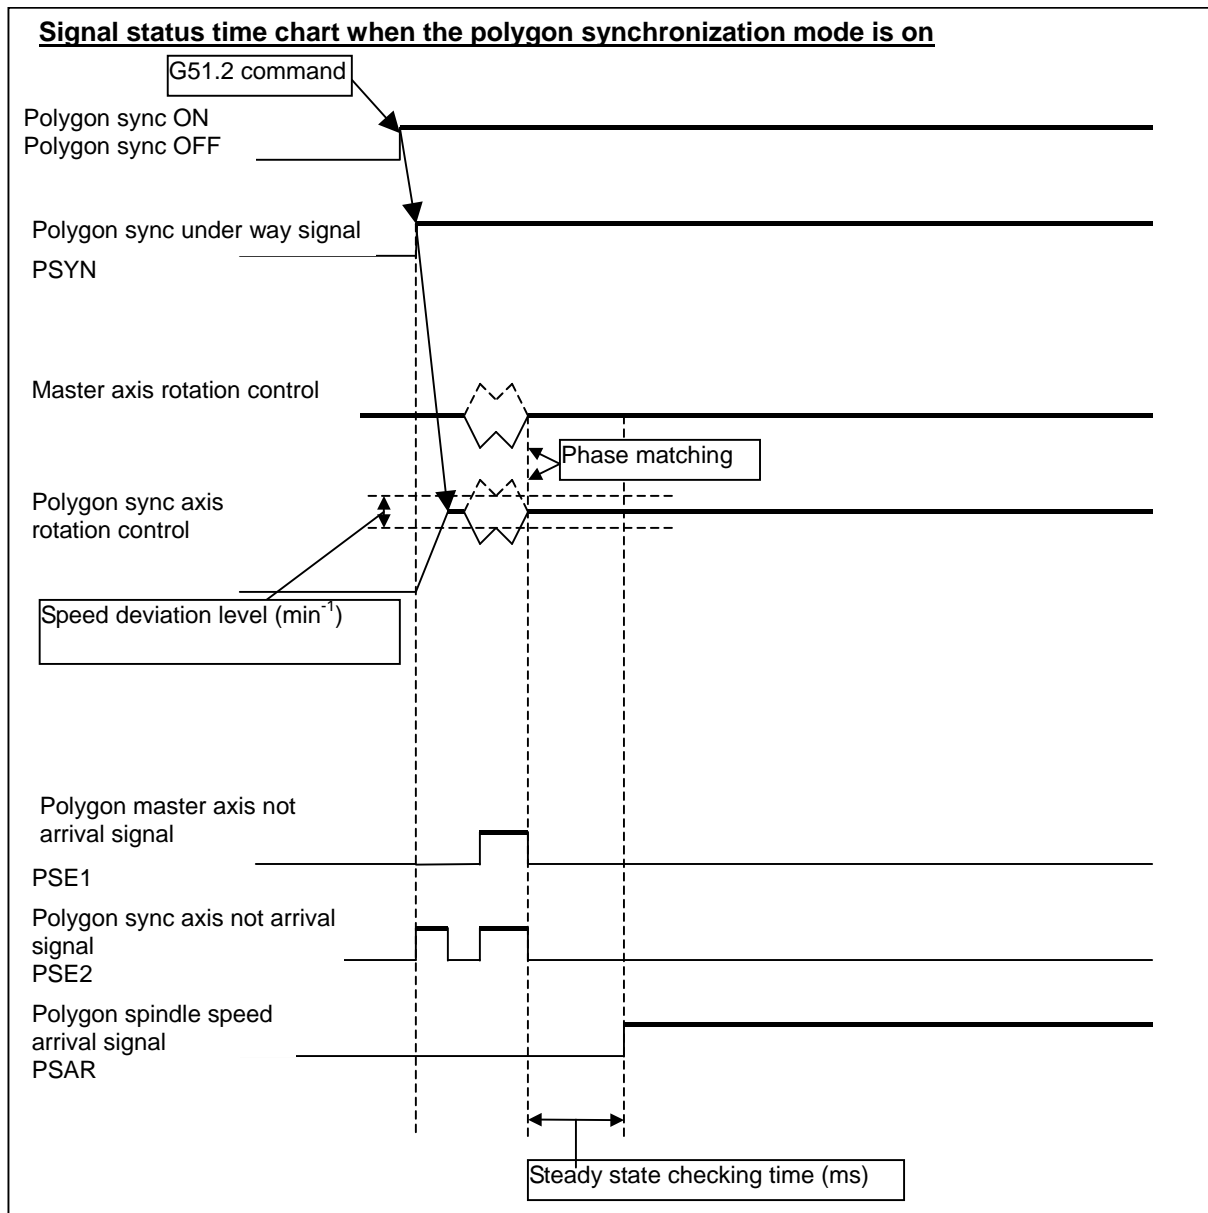 Signal status time chart when the polygon synchronization mode is on
G51.2 command
Polygon sync ON
Polygon sync OFF
Polygon sync under way signal
PSYN
Master axis rotation control
Phase matching
Polygon sync axis
rotation control
Speed deviation level (min⁻¹)
Polygon master axis not
arrival signal
PSE1
Polygon sync axis not arrival
signal
PSE2
Polygon spindle speed
arrival signal
PSAR
Steady state checking time (ms)